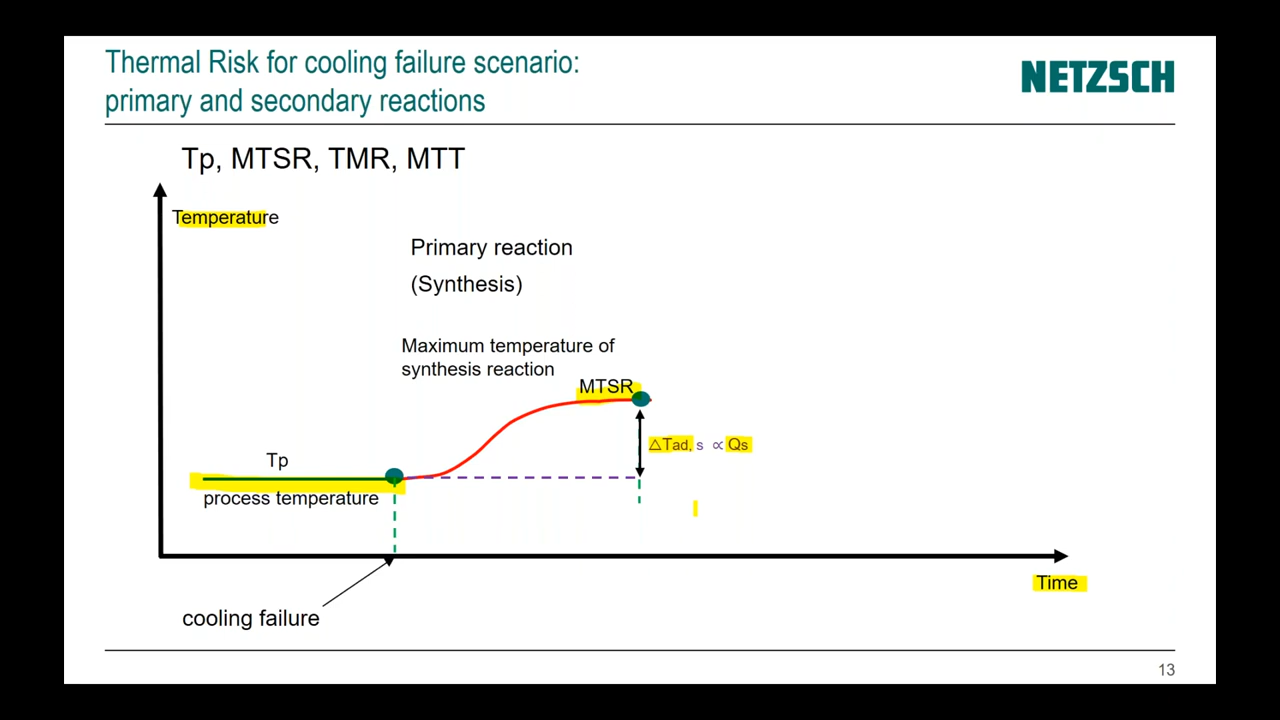 Thermal Risk for cooling failure scenario:
primary and secondary reactions
NETZSCH
Tp, MTSR, TMR, MTT
Temperature
Primary reaction
(Synthesis)
Maximum temperature of
synthesis reaction
MTSR
△Tad, s ∝ Qs
Tp
process temperature
Time
cooling failure
13